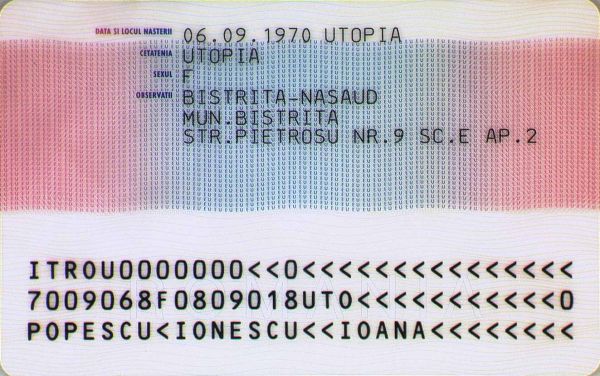 DATA SI LOCUL NASTERII 06.09.1970 UTOPIA
CETATENIA UTOPIA
SEXUL F
OBSERVATII BISTRITA-NASAUD
MUN.BISTRITA
STR.PIETROSU NR.9 SC.E AP.2
ITROU0000000<<0<<<<<<<<<<<<<<<
7009068F0809018UTO<<<<<<<<<<<0
POPESCU<IONESCU<<IOANA<<<<<<<<